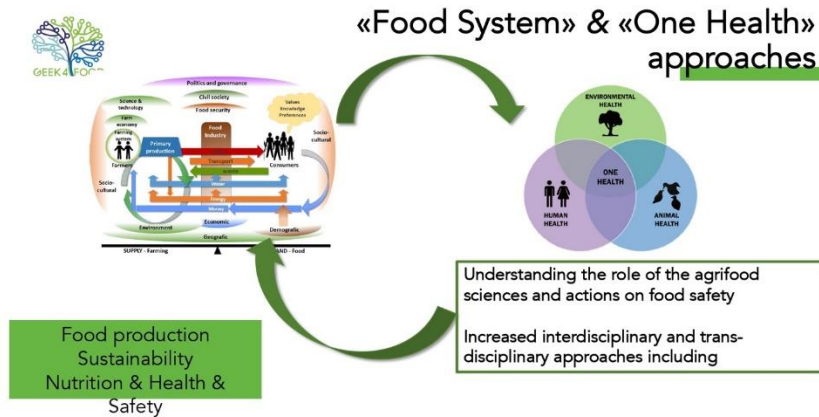 «Food System» & «One Health»
approaches
GEEK4FOOD
Politics and governance
Civil society
Food security
Science &
technology
Farm
economy
Farming
system
Farmers
Primary
production
Food
Industry
Values
Knowledge
Preferences
Consumers
Socio-
cultural
Socio-
cultural
Transport
Water
Energy
Money
Environment
Economic
Geografic
Demografic
SUPPLY - Farming
AND - Food
ENVIRONMENTAL
HEALTH
ONE
HEALTH
HUMAN
HEALTH
ANIMAL
HEALTH
Understanding the role of the agrifood
sciences and actions on food safety
Increased interdisciplinary and trans-
disciplinary approaches including
Food production
Sustainability
Nutrition & Health &
Safety